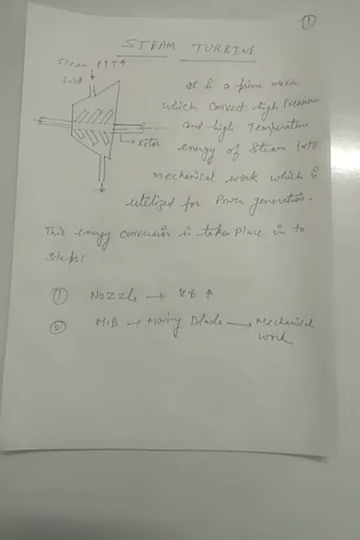 ①
STEAM TURBINE
Steam P↑T↑
Inlet
Rotor
It is a prime mover
which convert high Pressure
and high Temperature
energy of Steam into
mechanical work which is
utilized for Power generation.
This energy conversion is takes Place in to
steps:
① Nozzle → K.E ↑
② M.B → Moving Blade → Mechanical
work